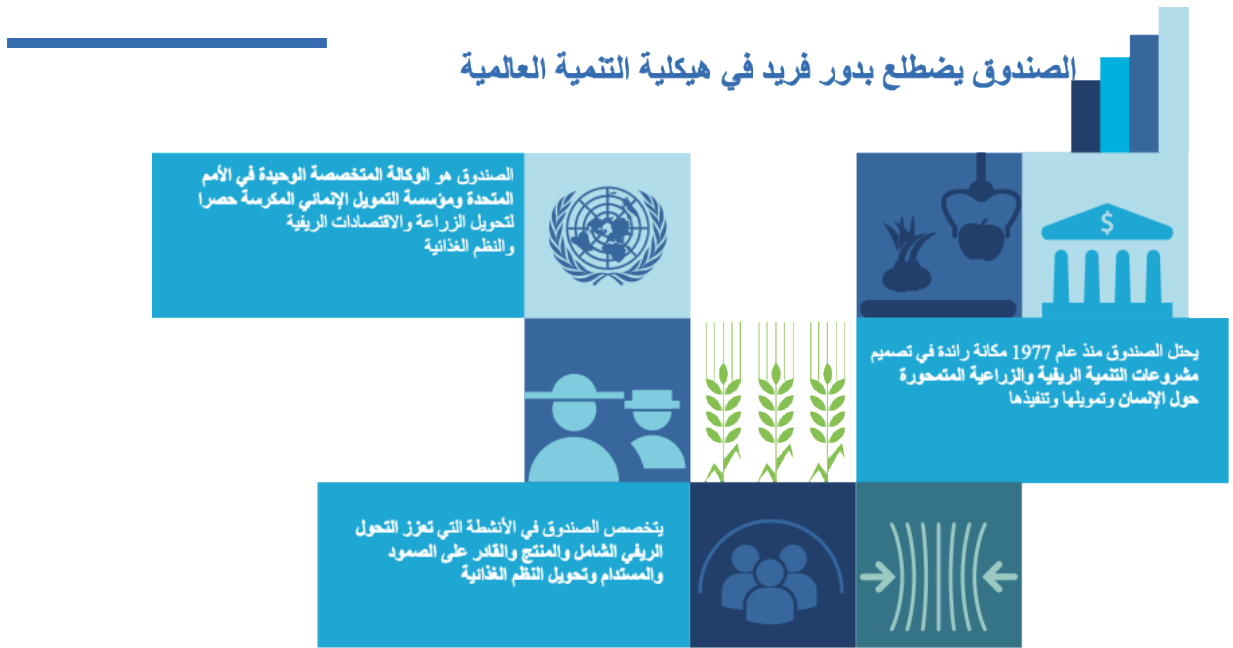 الصندوق يضطلع بدور فريد في هيكلية التنمية العالمية
الصندوق هو الوكالة المتخصصة الوحيدة في الأمم
المتحدة ومؤسسة التمويل الإنمائي المكرسة حصرا
لتحويل الزراعة والاقتصادات الريفية
والنظم الغذائية
$
يحتل الصندوق منذ عام 1977 مكانة رائدة في تصميم
مشروعات التنمية الريفية والزراعية المتمحورة
حول الإنسان وتمويلها وتنفيذها
يتخصص الصندوق في الأنشطة التي تعزز التحول
الريفي الشامل والمنتج والقادر على الصمود
والمستدام وتحويل النظم الغذائية